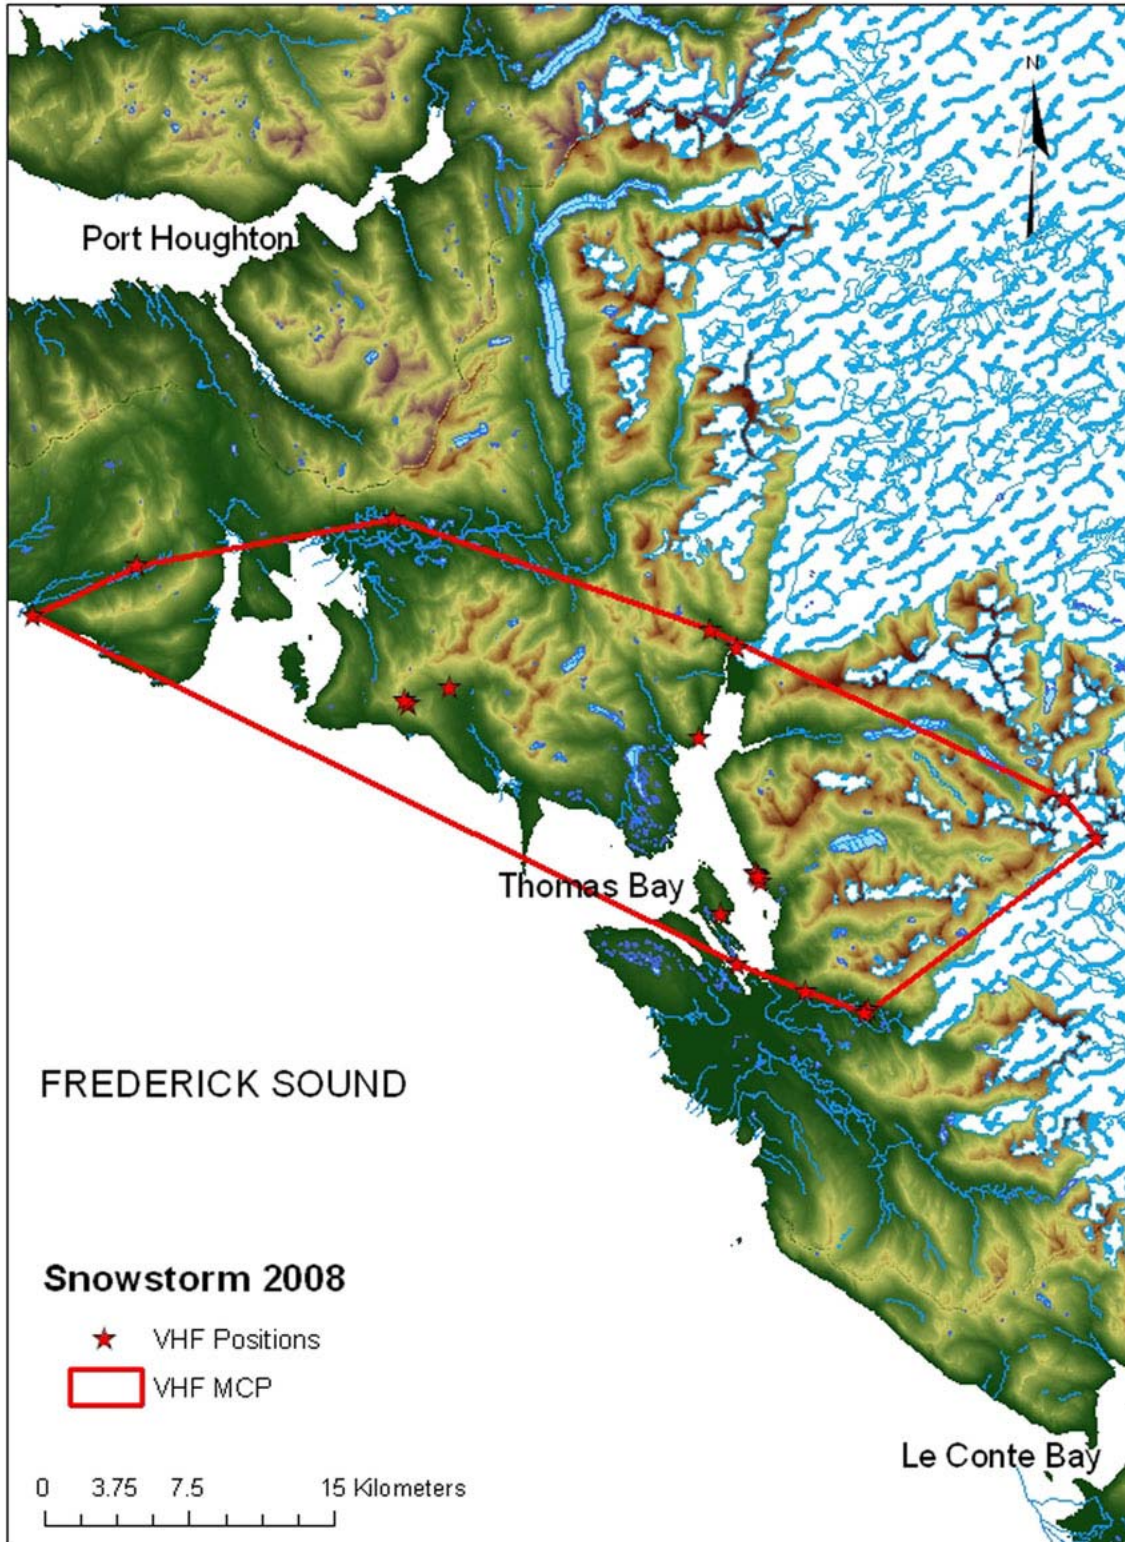 N
Port Houghton
Thomas Bay
FREDERICK SOUND
Snowstorm 2008
VHF Positions
VHF MCP
Le Conte Bay
0 3.75 7.5 15 Kilometers